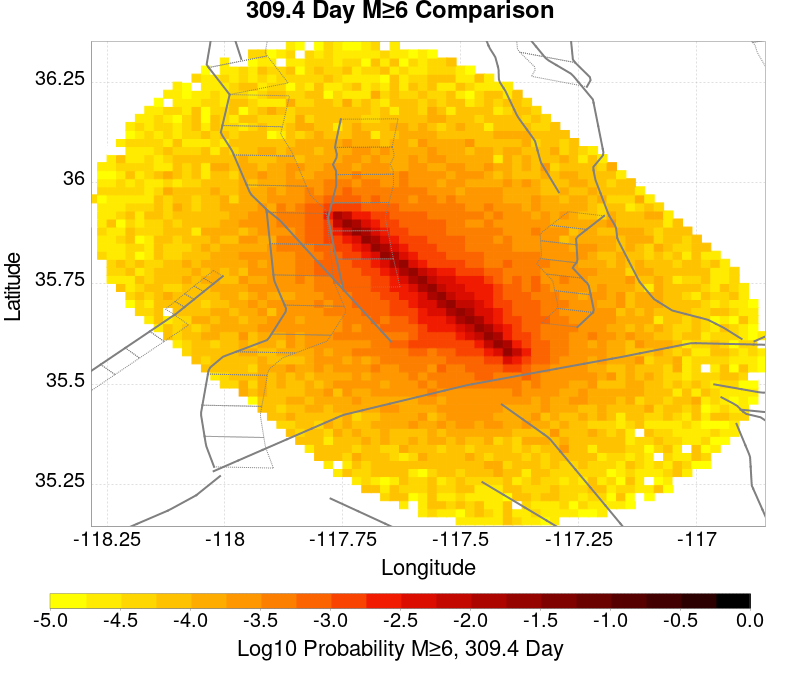 309.4 Day M≥6 Comparison
Latitude
36.25
36
35.75
35.5
35.25
-118.25 -118 -117.75 -117.5 -117.25 -117
Longitude
-5.0 -4.5 -4.0 -3.5 -3.0 -2.5 -2.0 -1.5 -1.0 -0.5 0.0
Log10 Probability M≥6, 309.4 Day